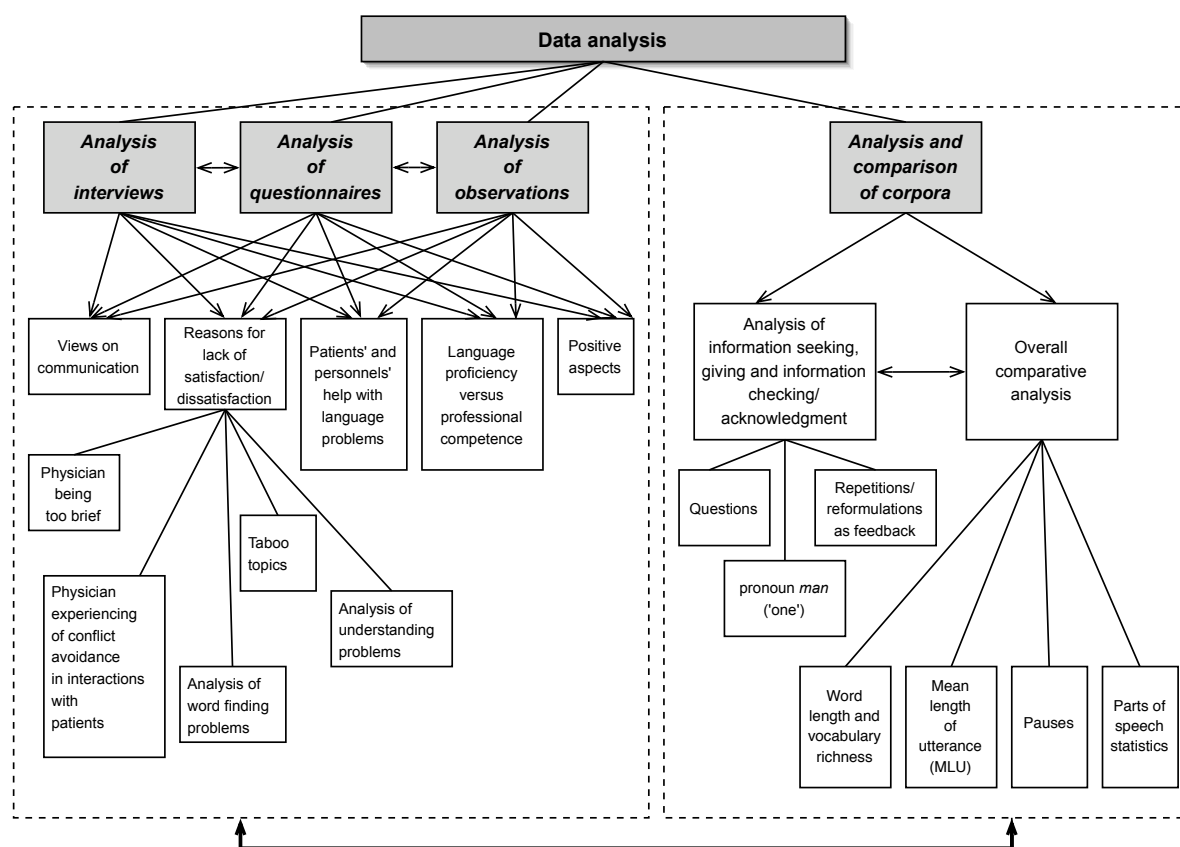 Data analysis
Analysis
of
interviews
Analysis
of
questionnaires
Analysis
of
observations
Analysis and
comparison
of corpora
Views on
communication
Reasons for
lack of
satisfaction/
dissatisfaction
Patients' and
personnels'
help with
language
problems
Language
proficiency
versus
professional
competence
Positive
aspects
Analysis of
information seeking,
giving and information
checking/
acknowledgment
Overall
comparative
analysis
Physician
being
too brief
Taboo
topics
Physician
experiencing
of conflict
avoidance
in interactions
with
patients
Analysis of
word finding
problems
Analysis of
understanding
problems
Questions
Repetitions/
reformulations
as feedback
pronoun man
('one')
Word
length and
vocabulary
richness
Mean
length
of
utterance
(MLU)
Pauses
Parts of
speech
statistics